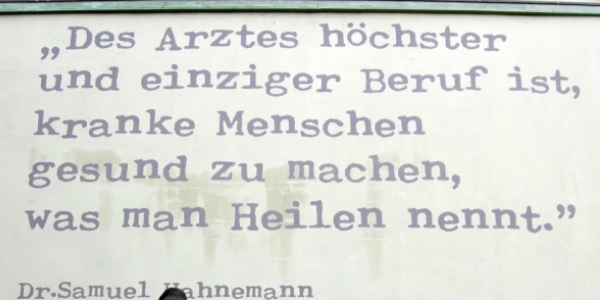 „Des Arztes höchster
und einziger Beruf ist,
kranke Menschen
gesund zu machen,
was man Heilen nennt.”
Dr.Samuel Hahnemann